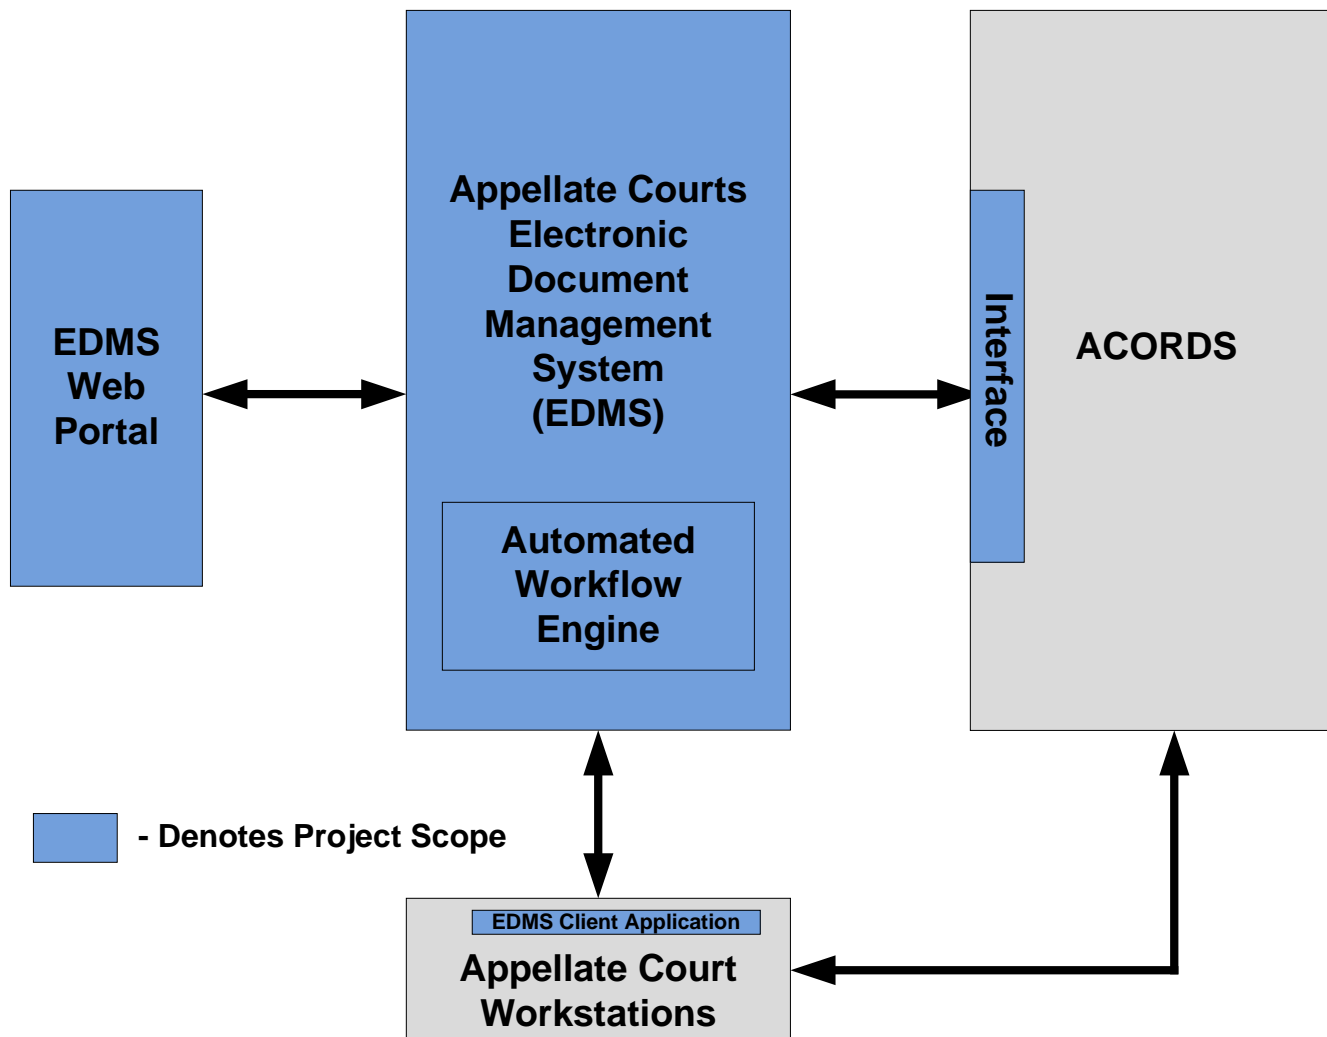 EDMS
Web
Portal
Appellate Courts
Electronic
Document
Management
System
(EDMS)
Automated
Workflow
Engine
Interface
ACORDS
- Denotes Project Scope
EDMS Client Application
Appellate Court
Workstations